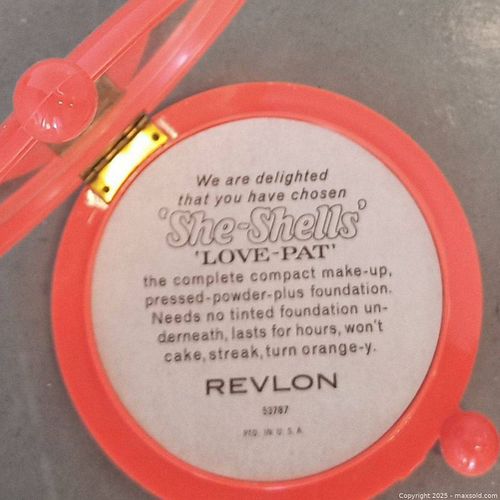 We are delighted
that you have chosen
'She-Shells'
'LOVE-PAT'
the complete compact make-up,
pressed-powder-plus foundation.
Needs no tinted foundation un-
derneath, lasts for hours, won't
cake, streak, turn orange-y.
REVLON
53787
IN U.S.A.
Copyright © 2025 - maxsold.com